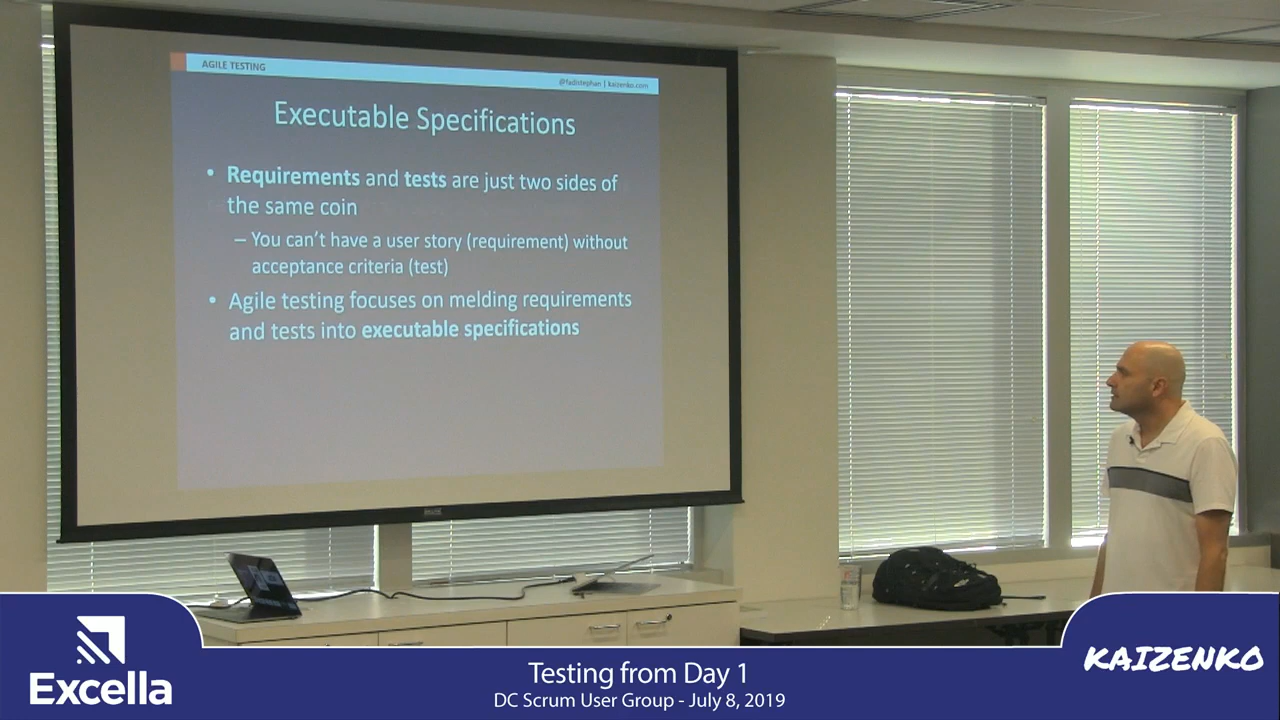 AGILE TESTING
@fadistephan | kaizenko.com
Executable Specifications
• Requirements and tests are just two sides of
the same coin
– You can't have a user story (requirement) without
acceptance criteria (test)
• Agile testing focuses on melding requirements
and tests into executable specifications
Excella
Testing from Day 1
DC Scrum User Group - July 8, 2019
KAIZENKO